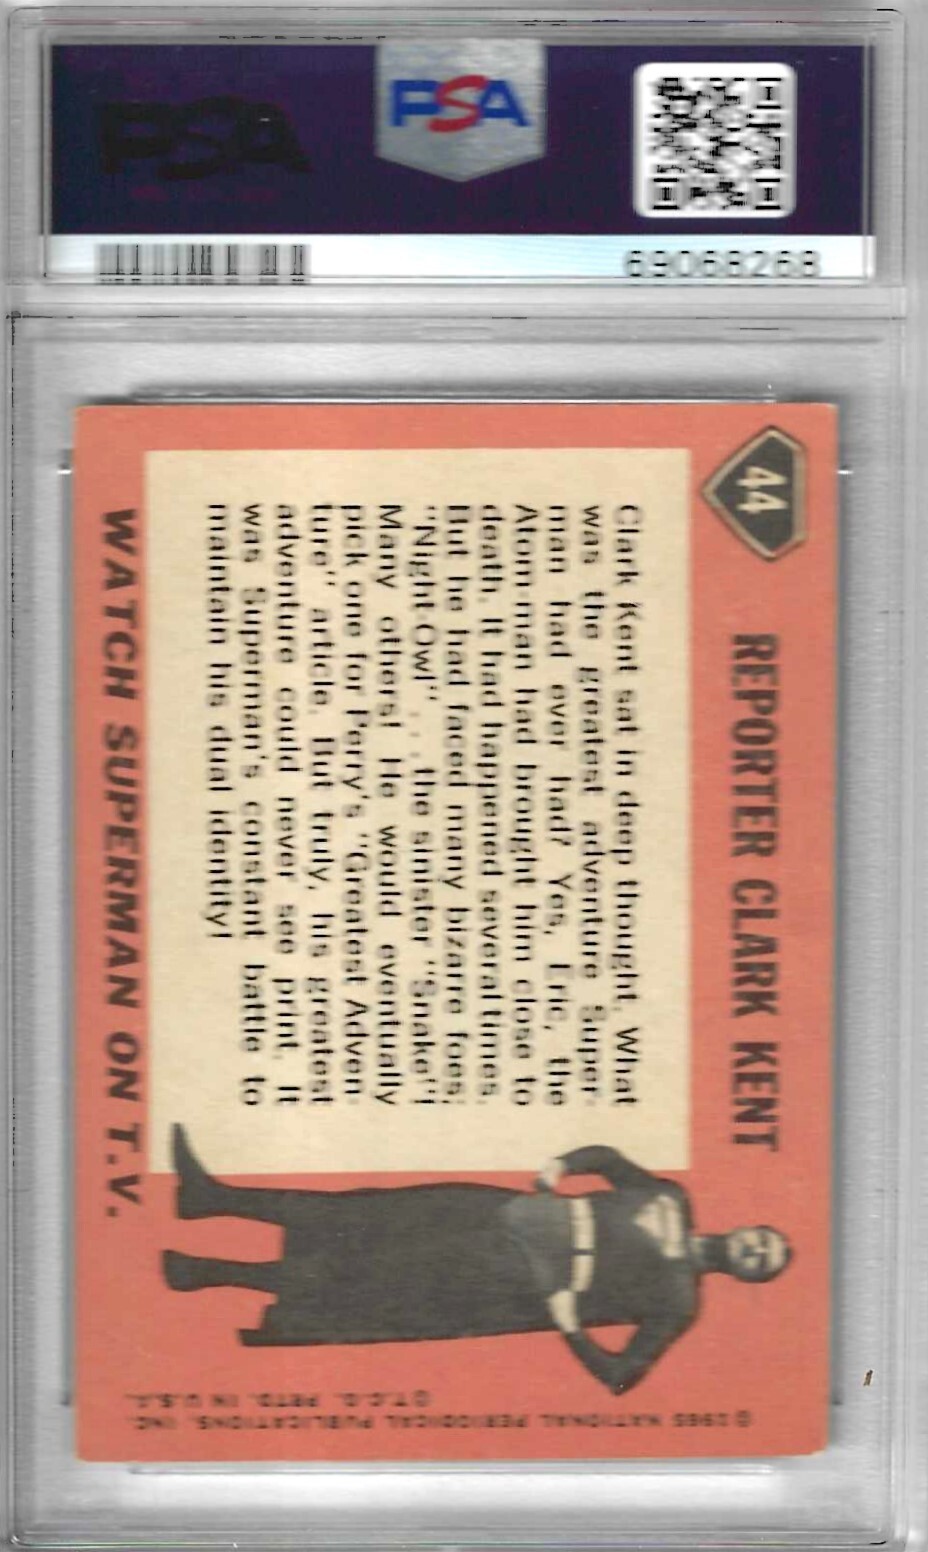 PSA
PSA
69068268
44
REPORTER CLARK KENT
Clark Kent sat in deep thought. What
was the greatest adventure Super-
man had ever had? Yes, Eric, the
Atom-man had brought him close to
death. It had happened several times.
But he had faced many bizarre foes;
"Night-Owl" . . . the sinister "Snake"!
Many others! He would eventually
pick one for Perry's "Greatest Adven-
ture" article. But truly, his greatest
adventure could never see print. It
was Superman's constant battle to
maintain his dual identity!
WATCH SUPERMAN ON T.V.
©1965 NATIONAL PERIODICAL PUBLICATIONS, INC.
©T.C.G. PRTD. IN U.S.A.